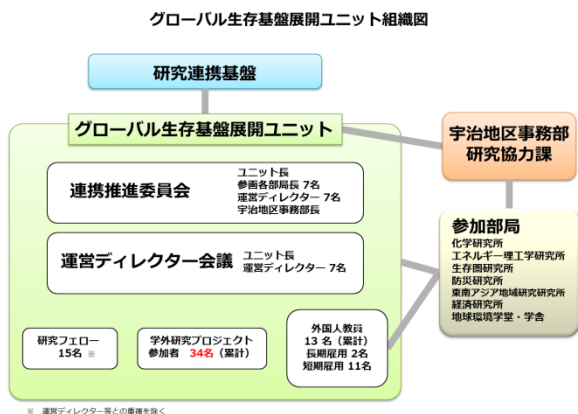 グローバル生存基盤展開ユニット組織図
研究連携基盤
グローバル生存基盤展開ユニット
宇治地区事務部
研究協力課
連携推進委員会
ユニット長
参画各部局長 7名
運営ディレクター 7名
宇治地区事務部長
運営ディレクター会議
ユニット長
運営ディレクター 7名
参加部局
化学研究所
エネルギー理工学研究所
生存圏研究所
防災研究所
東南アジア地域研究研究所
経済研究所
地球環境学堂・学舎
研究フェロー
15名 ※
学外研究プロジェクト
参加者 34名（累計）
外国人教員
13 名（累計）
長期雇用 2名
短期雇用 11名
※ 運営ディレクター等との重複を除く